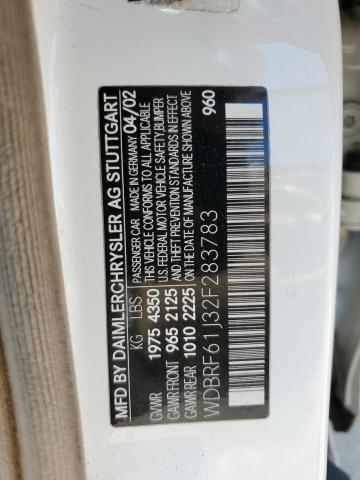 MFD BY DAIMLERCHRYSLER AG STUTTGART
PASSENGER CAR MADE IN GERMANY 04/02
KG LBS THIS VEHICLE CONFORMS TO ALL APPLICABLE
GVWR 1975 4350 U.S. FEDERAL MOTOR VEHICLE SAFETY, BUMPER
GAWR FRONT 965 2125 AND THEFT PREVENTION STANDARDS IN EFFECT
GAWR REAR 1010 2225 ON THE DATE OF MANUFACTURE SHOWN ABOVE
WDBRF61J32F283783 960